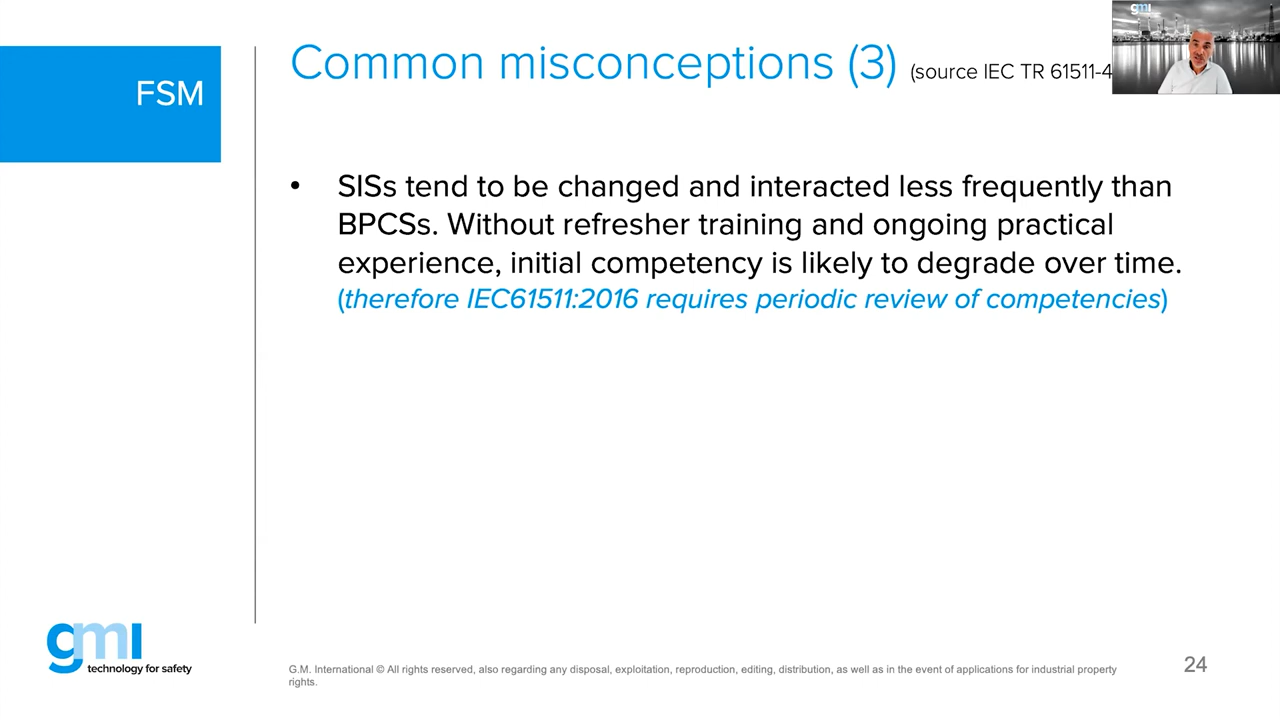 FSM
Common misconceptions (3) (source IEC TR 61511-4
gmi
• SISs tend to be changed and interacted less frequently than
BPCSs. Without refresher training and ongoing practical
experience, initial competency is likely to degrade over time.
(therefore IEC61511:2016 requires periodic review of competencies)
gmi
technology for safety
G.M. International © All rights reserved, also regarding any disposal, exploitation, reproduction, editing, distribution, as well as in the event of applications for industrial property
rights.
24